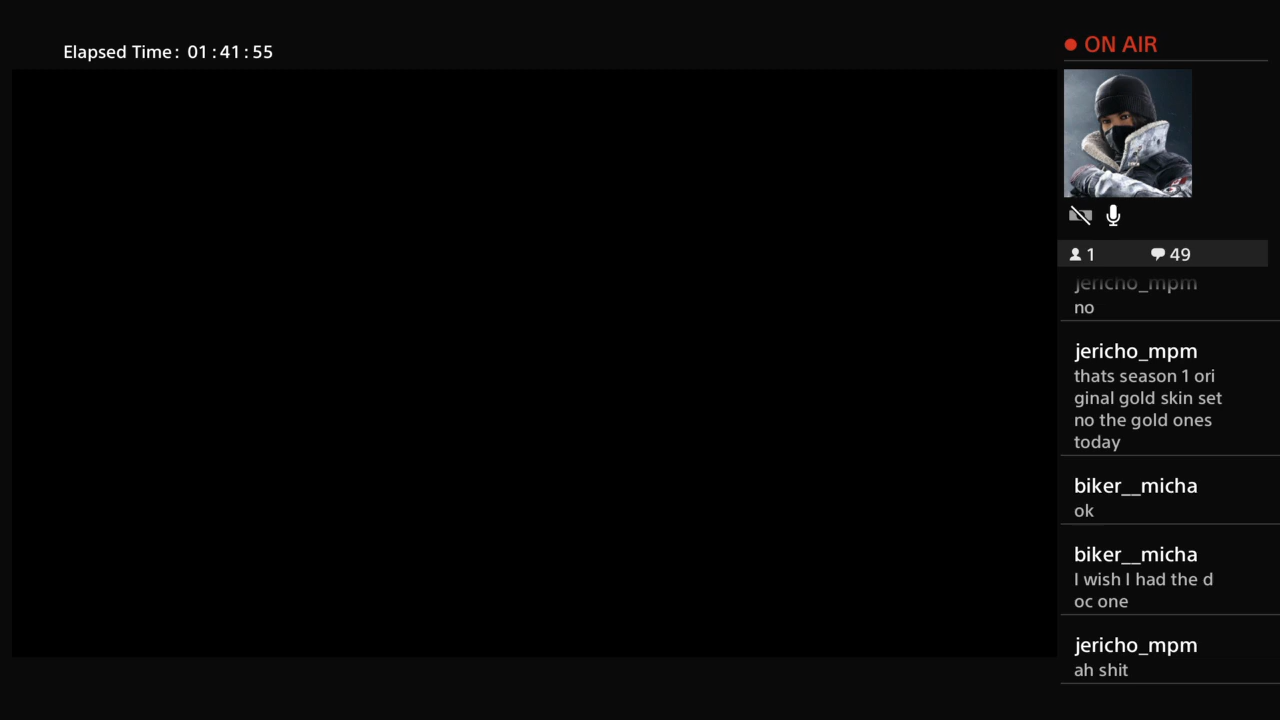 Elapsed Time: 01:41:55
ON AIR
1 49
jericho_mpm
no
jericho_mpm
thats season 1 ori
ginal gold skin set
no the gold ones
today
biker__micha
ok
biker__micha
I wish I had the d
oc one
jericho_mpm
ah shit